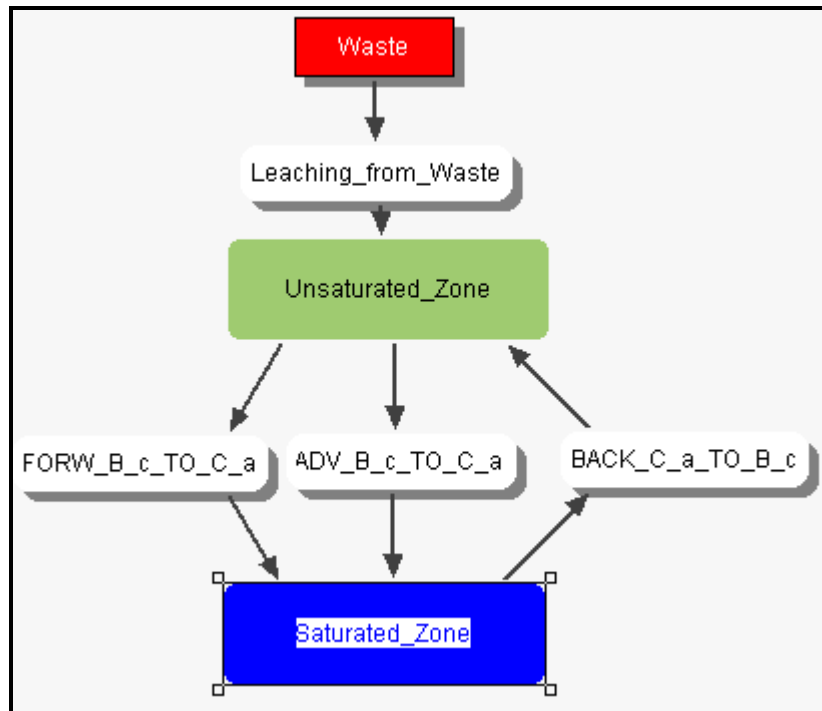 Waste
Leaching_from_Waste
Unsaturated_Zone
FORW_B_c_TO_C_a
ADV_B_c_TO_C_a
BACK_C_a_TO_B_c
Saturated_Zone